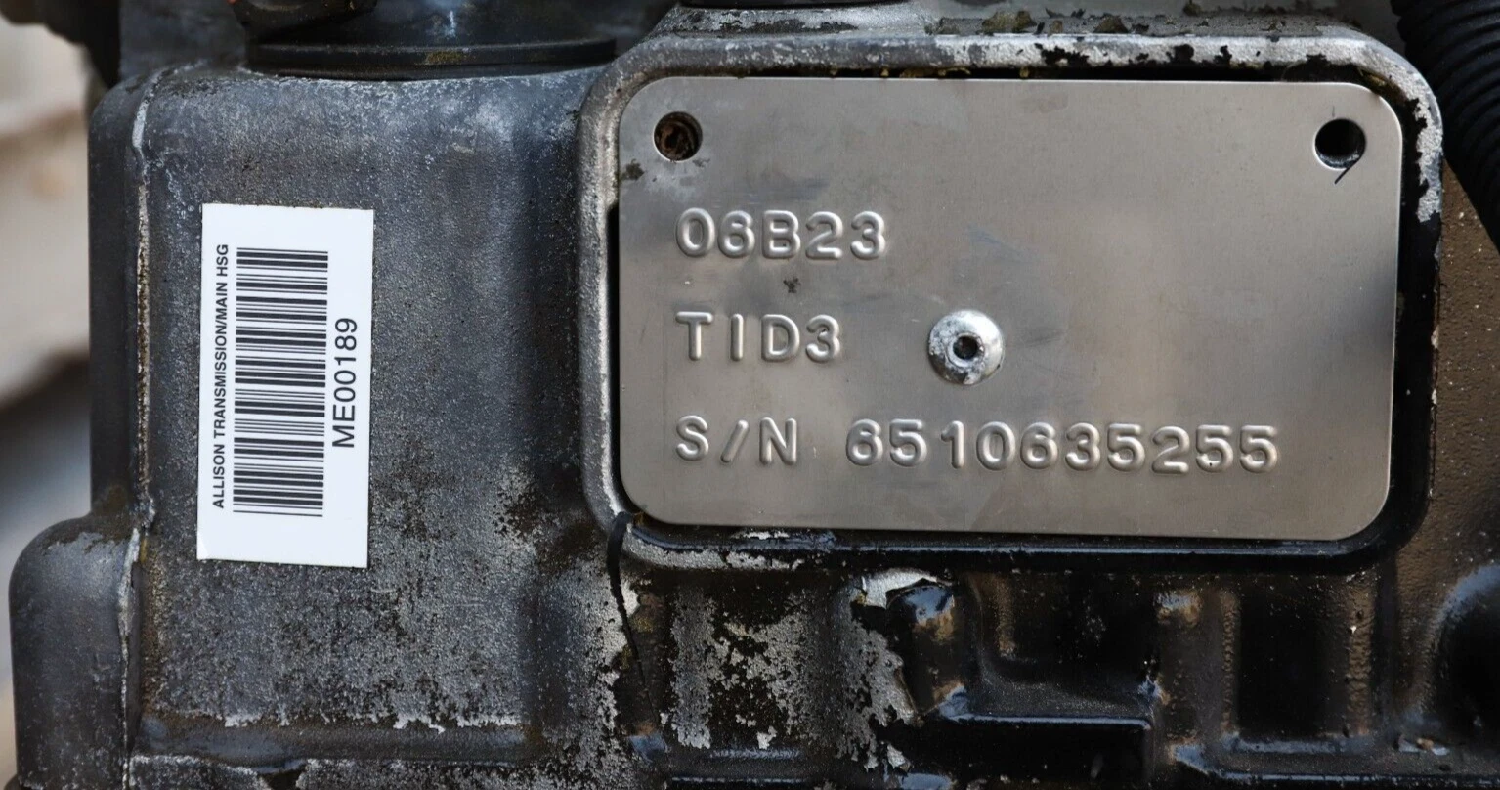 ALLISON TRANSMISSION/MAIN HSG
ME00189
06B23
TID3
S/N 6510635255